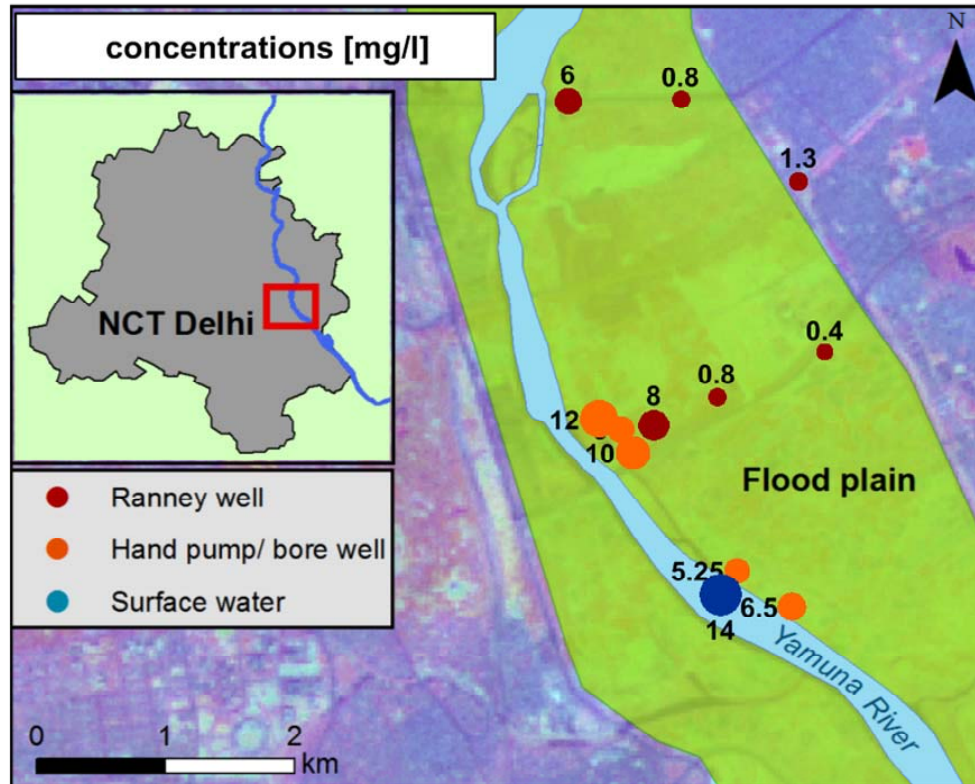 concentrations [mg/l]
N
6
0.8
1.3
NCT Delhi
0.4
0.8
8
12
10
Ranney well
Hand pump/ bore well
Surface water
Flood plain
5.25
6.5
14
Yamuna River
0
1
2
km